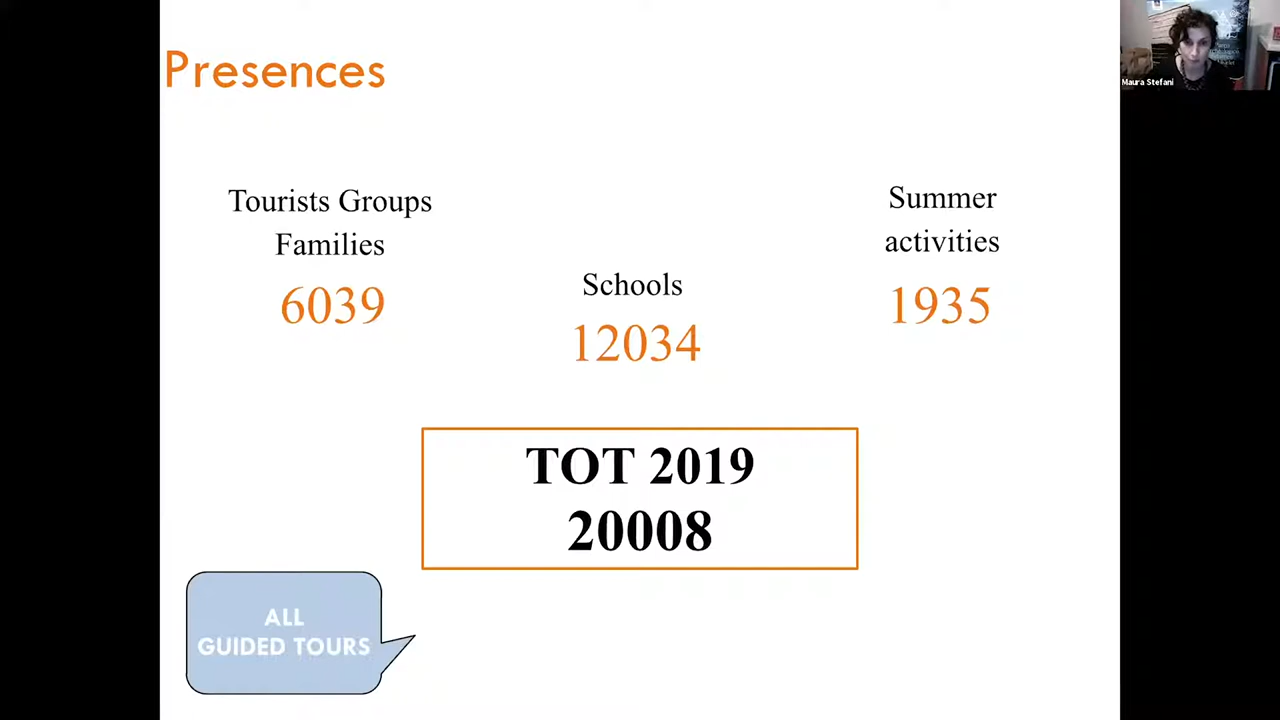 Presences
Maura Stefani
Tourists Groups
Families
6039
Schools
12034
Summer
activities
1935
TOT 2019
20008
ALL
GUIDED TOURS